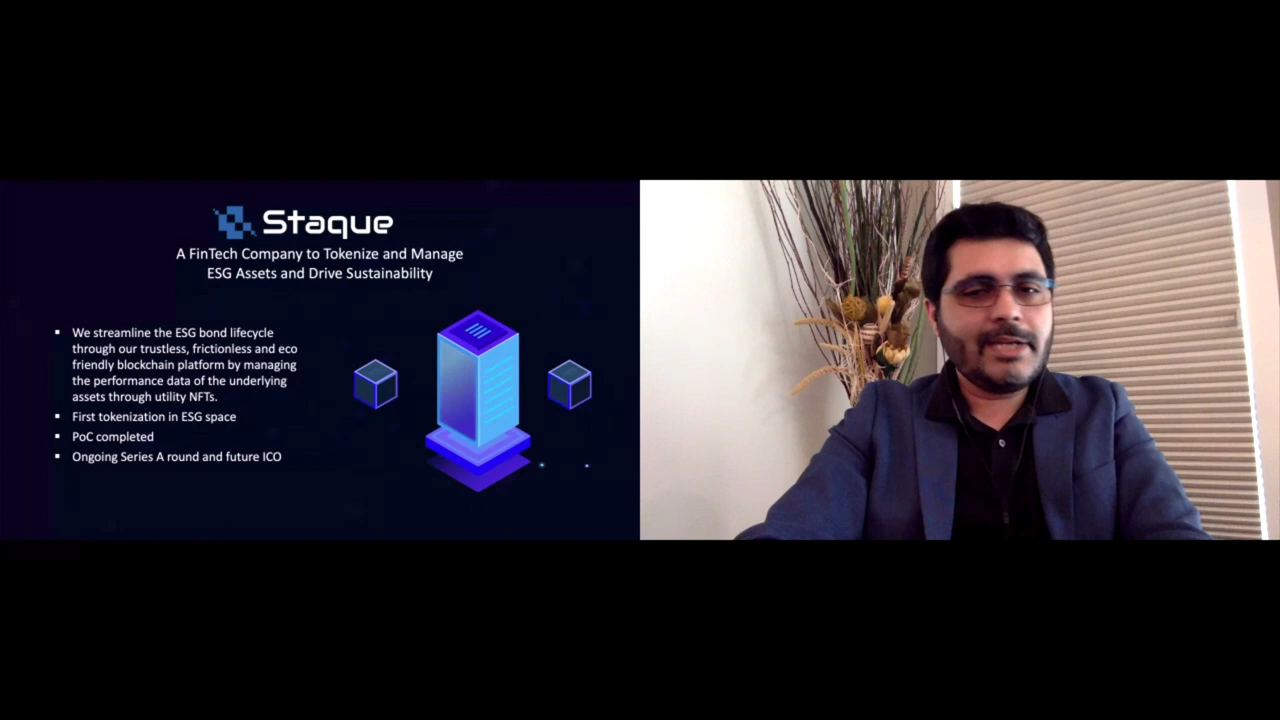 Staque
A FinTech Company to Tokenize and Manage
ESG Assets and Drive Sustainability
▪ We streamline the ESG bond lifecycle
through our trustless, frictionless and eco
friendly blockchain platform by managing
the performance data of the underlying
assets through utility NFTs.
▪ First tokenization in ESG space
▪ PoC completed
▪ Ongoing Series A round and future ICO